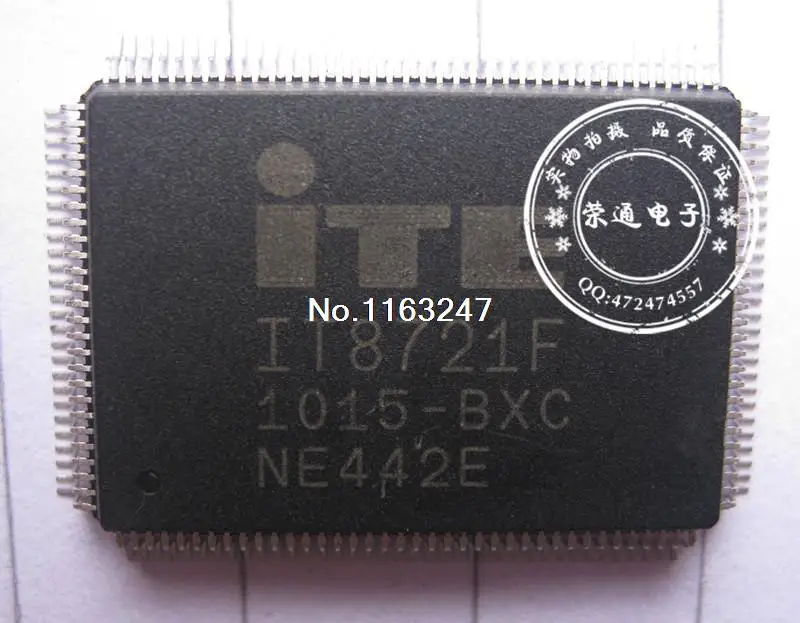 实物拍摄 品质保证
荣通电子
QQ:472474557
iTE
No.1163247
IT8721F
1015-BXC
NE442E